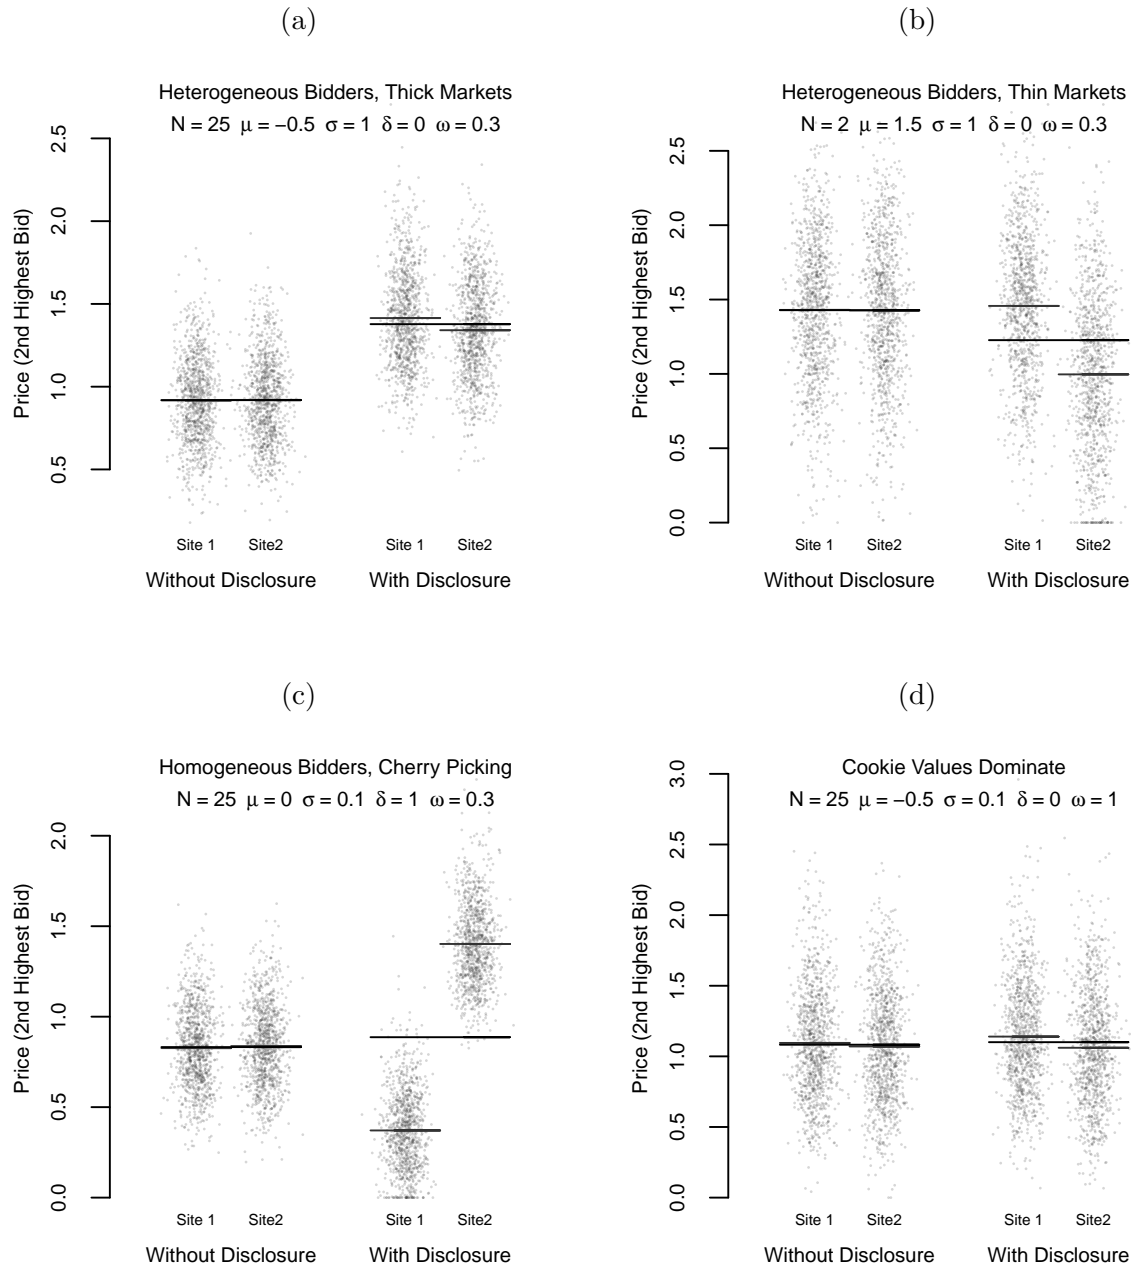 (a)
Heterogeneous Bidders, Thick Markets
N = 25 μ = −0.5 σ = 1 δ = 0 ω = 0.3
Price (2nd Highest Bid)
2.5
2.0
1.5
1.0
0.5
Site 1 Site2 Site 1 Site2
Without Disclosure With Disclosure
(b)
Heterogeneous Bidders, Thin Markets
N = 2 μ = 1.5 σ = 1 δ = 0 ω = 0.3
Price (2nd Highest Bid)
2.5
2.0
1.5
1.0
0.5
0.0
Site 1 Site2 Site 1 Site2
Without Disclosure With Disclosure
(c)
Homogeneous Bidders, Cherry Picking
N = 25 μ = 0 σ = 0.1 δ = 1 ω = 0.3
Price (2nd Highest Bid)
2.0
1.5
1.0
0.5
0.0
Site 1 Site2 Site 1 Site2
Without Disclosure With Disclosure
(d)
Cookie Values Dominate
N = 25 μ = −0.5 σ = 0.1 δ = 0 ω = 1
Price (2nd Highest Bid)
3.0
2.5
2.0
1.5
1.0
0.5
0.0
Site 1 Site2 Site 1 Site2
Without Disclosure With Disclosure